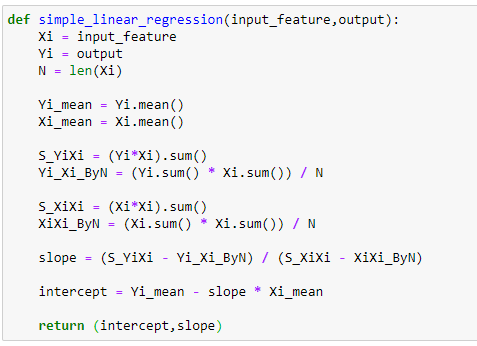 def simple_linear_regression(input_feature,output):
    Xi = input_feature
    Yi = output
    N = len(Xi)

    Yi_mean = Yi.mean()
    Xi_mean = Xi.mean()

    S_YiXi = (Yi*Xi).sum()
    Yi_Xi_ByN = (Yi.sum() * Xi.sum()) / N

    S_XiXi = (Xi*Xi).sum()
    XiXi_ByN = (Xi.sum() * Xi.sum()) / N

    slope = (S_YiXi - Yi_Xi_ByN) / (S_XiXi - XiXi_ByN)

    intercept = Yi_mean - slope * Xi_mean

    return (intercept,slope)